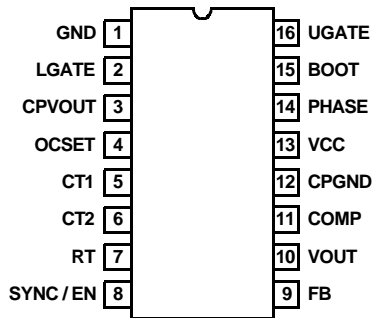 GND 1 16 UGATE
LGATE 2 15 BOOT
CPVOUT 3 14 PHASE
OCSET 4 13 VCC
CT1 5 12 CPGND
CT2 6 11 COMP
RT 7 10 VOUT
SYNC / EN 8 9 FB